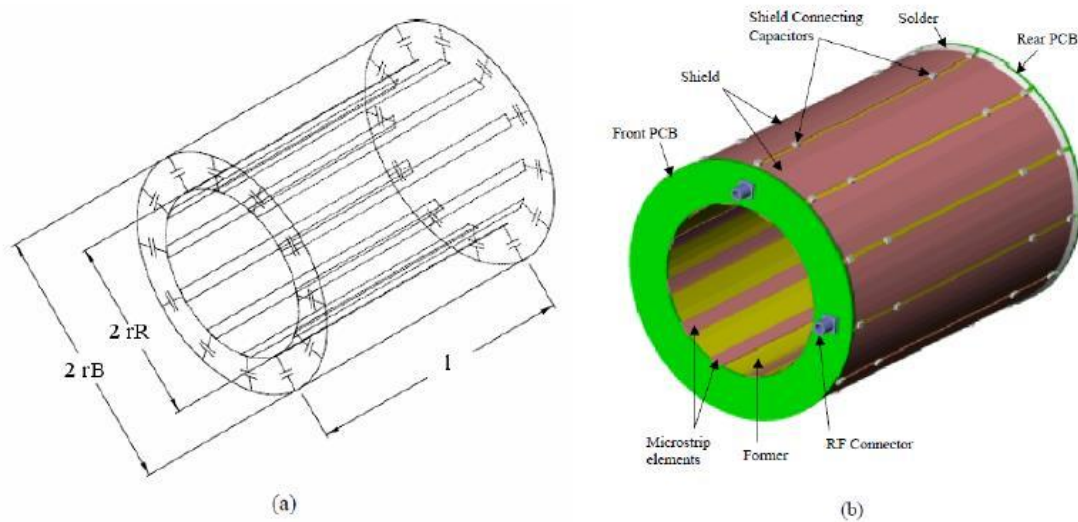 2 rR
2 rB
l
(a)
Shield Connecting
Capacitors
Solder
Rear PCB
Shield
Front PCB
Microstrip
elements
Former
RF Connector
(b)